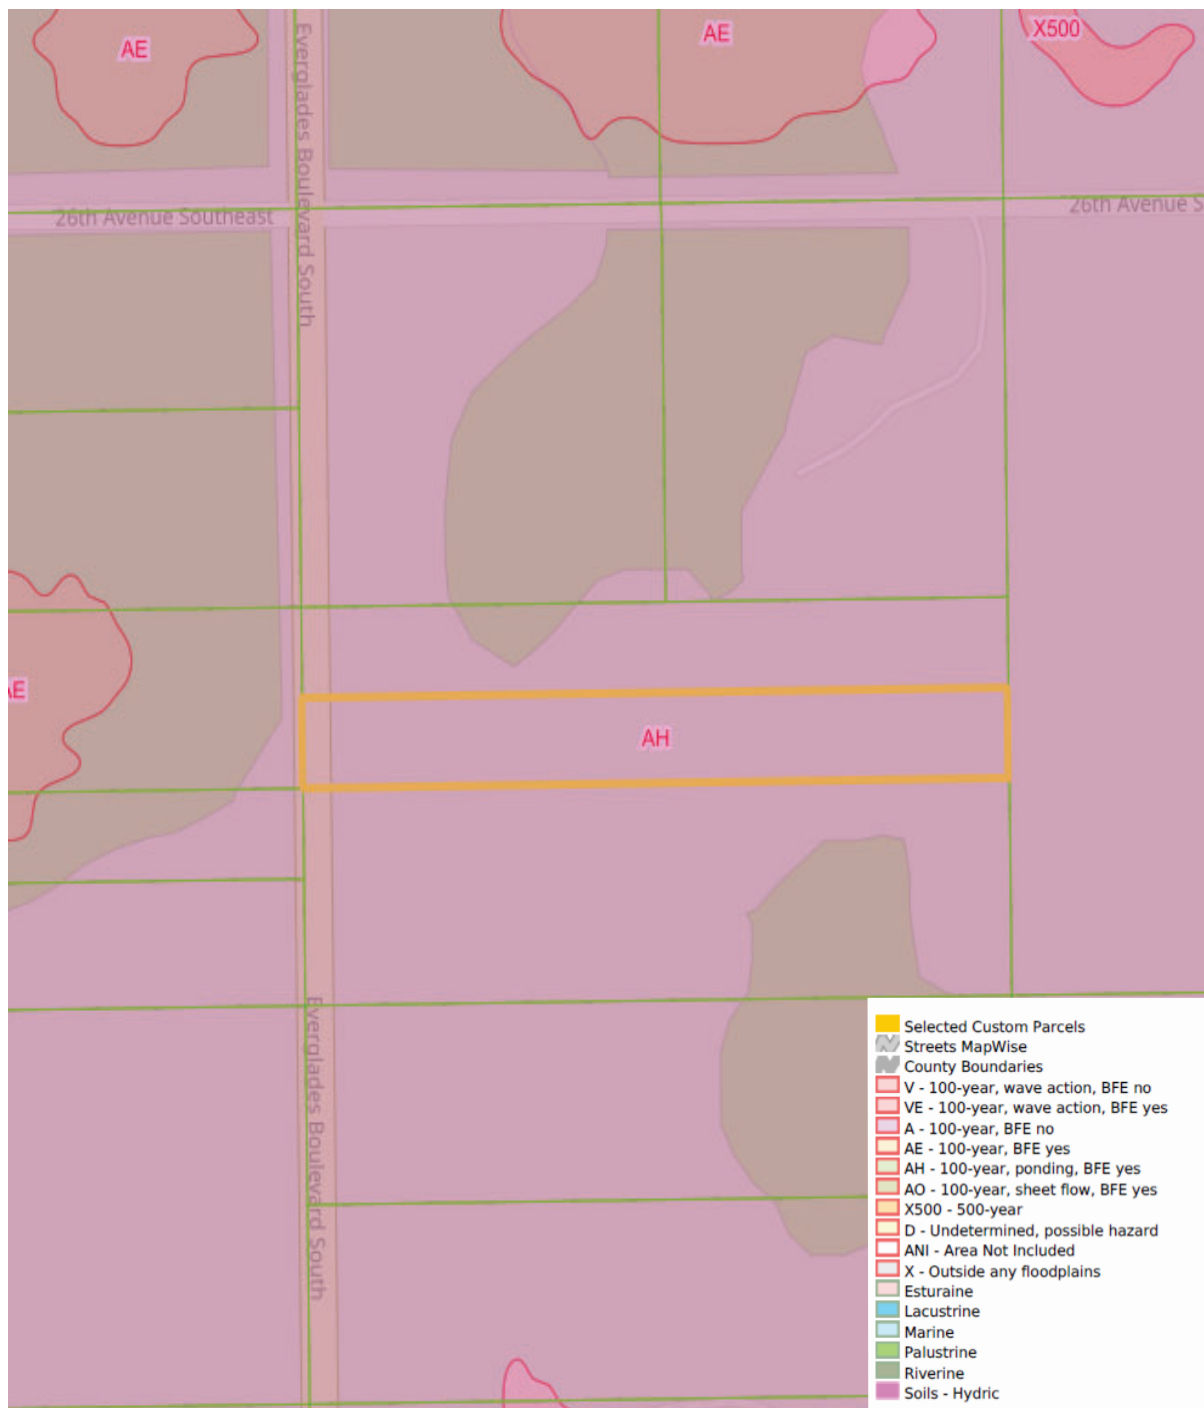 AE
AE
X500
Everglades Boulevard South
26th Avenue Southeast
26th Avenue S
AE
AH
Everglades Boulevard South
Selected Custom Parcels
Streets MapWise
County Boundaries
V - 100-year, wave action, BFE no
VE - 100-year, wave action, BFE yes
A - 100-year, BFE no
AE - 100-year, BFE yes
AH - 100-year, ponding, BFE yes
AO - 100-year, sheet flow, BFE yes
X500 - 500-year
D - Undetermined, possible hazard
ANI - Area Not Included
X - Outside any floodplains
Esturaine
Lacustrine
Marine
Palustrine
Riverine
Soils - Hydric